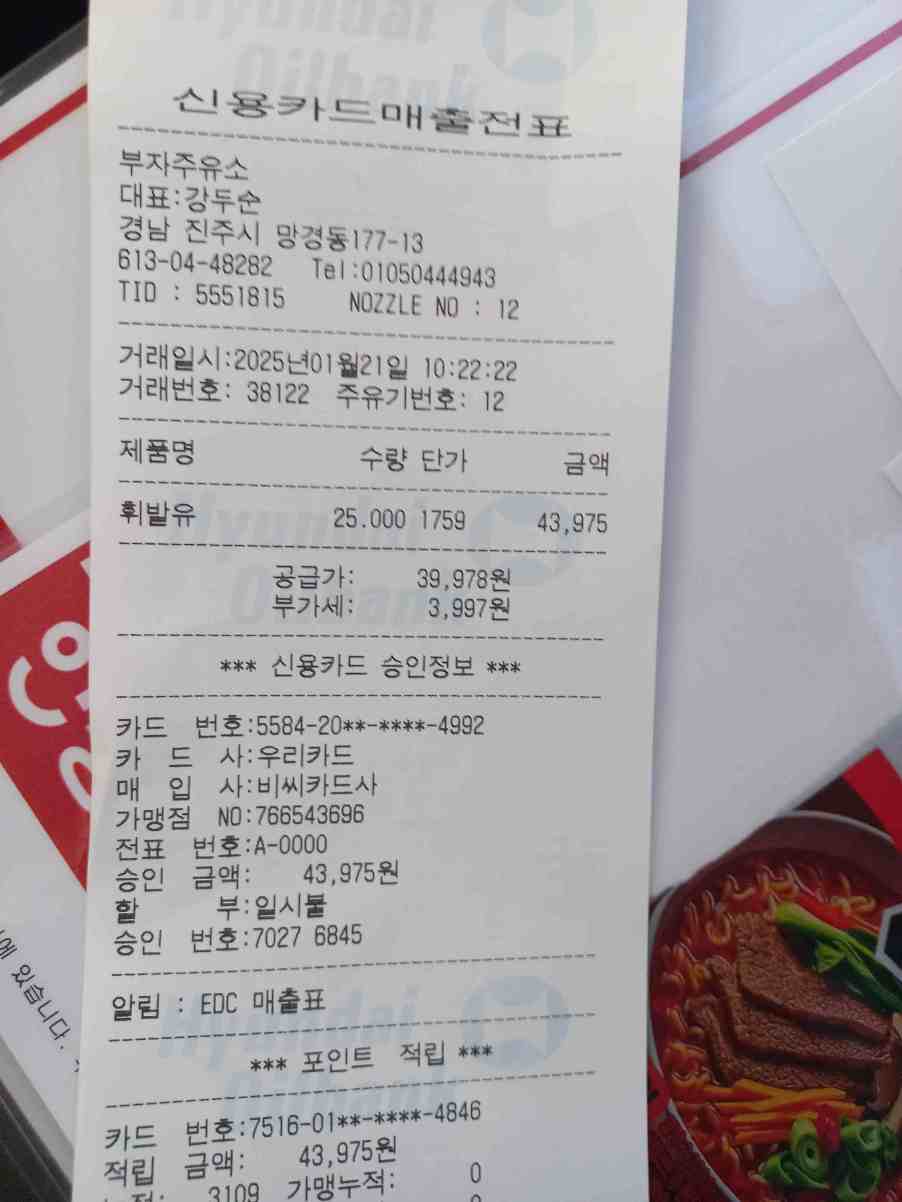 Hyundai
Oilbank
신용카드매출전표
부자주유소
대표:강두순
경남 진주시 망경동177-13
613-04-48282 Tel:01050444943
TID : 5551815 NOZZLE NO : 12
거래일시:2025년01월21일 10:22:22
거래번호: 38122 주유기번호: 12
제품명 수량 단가 금액
휘발유 25.000 1759 43,975
Hyundai
Oilbank
공급가: 39,978원
부가세: 3,997원
*** 신용카드 승인정보 ***
카드 번호:5584-20**-****-4992
카 드 사:우리카드
매 입 사:비씨카드사
가맹점 NO:766543696
전표 번호:A-0000
승인 금액: 43,975원
할 부:일시불
승인 번호:7027 6845
알림 : EDC 매출표
Hyundai
Oilbank
*** 포인트 적립 ***
카드 번호:7516-01**-****-4846
적립 금액: 43,975원
누적: 3109 가맹누적: 0
있습니다.